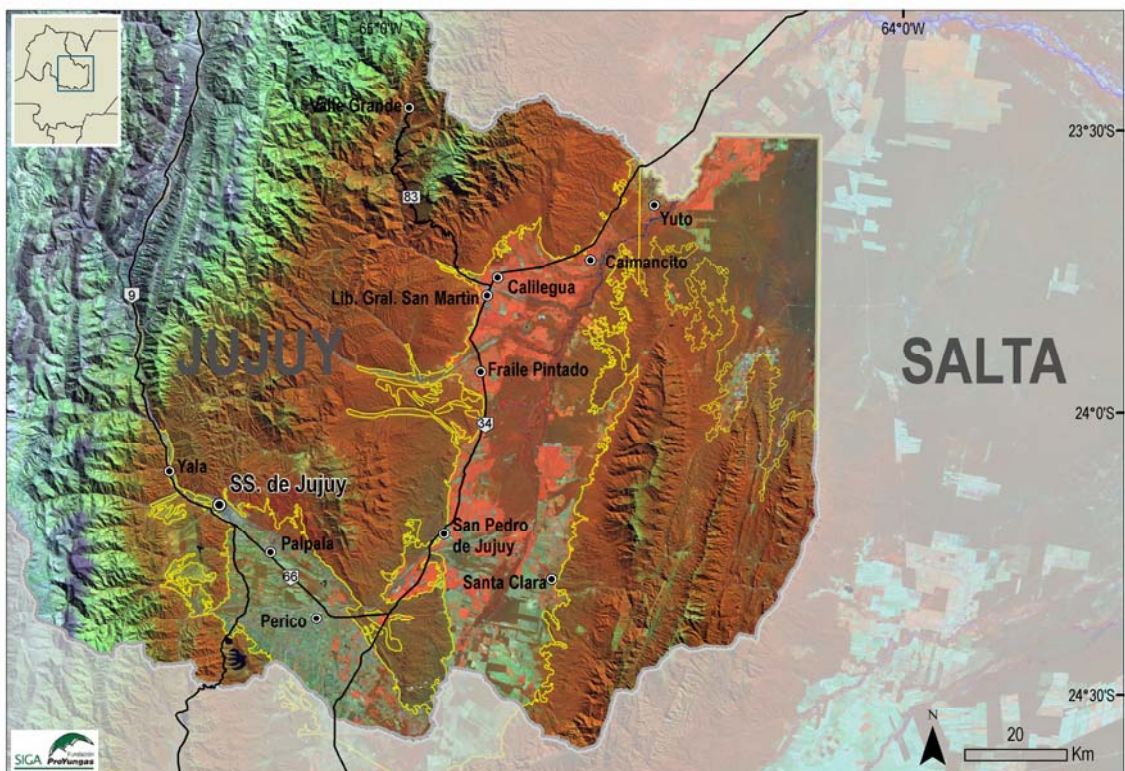 65°0'W
64°0'W
Valle Grande
23°30'S
83
Yuto
Caimancito
Calilegua
9
Lib. Gral. San Martin
JUJUY
SALTA
Fraile Pintado
24°0'S
34
Yala
SS. de Jujuy
San Pedro
de Jujuy
Palpala
66
Santa Clara
Perico
24°30'S
N
20
Km
SIGA
Fundación
ProYungas